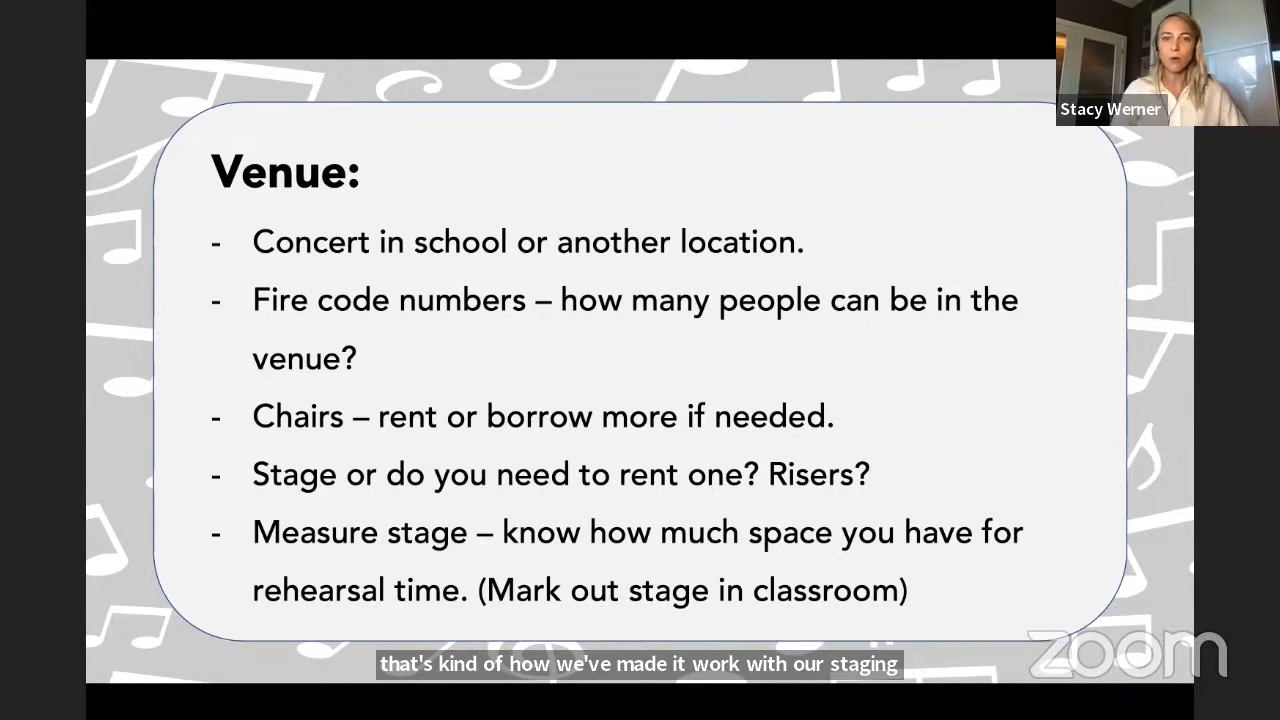 Stacy Werner
Venue:
- Concert in school or another location.
- Fire code numbers – how many people can be in the
venue?
- Chairs – rent or borrow more if needed.
- Stage or do you need to rent one? Risers?
- Measure stage – know how much space you have for
rehearsal time. (Mark out stage in classroom)
that's kind of how we've made it work with our staging
zoom